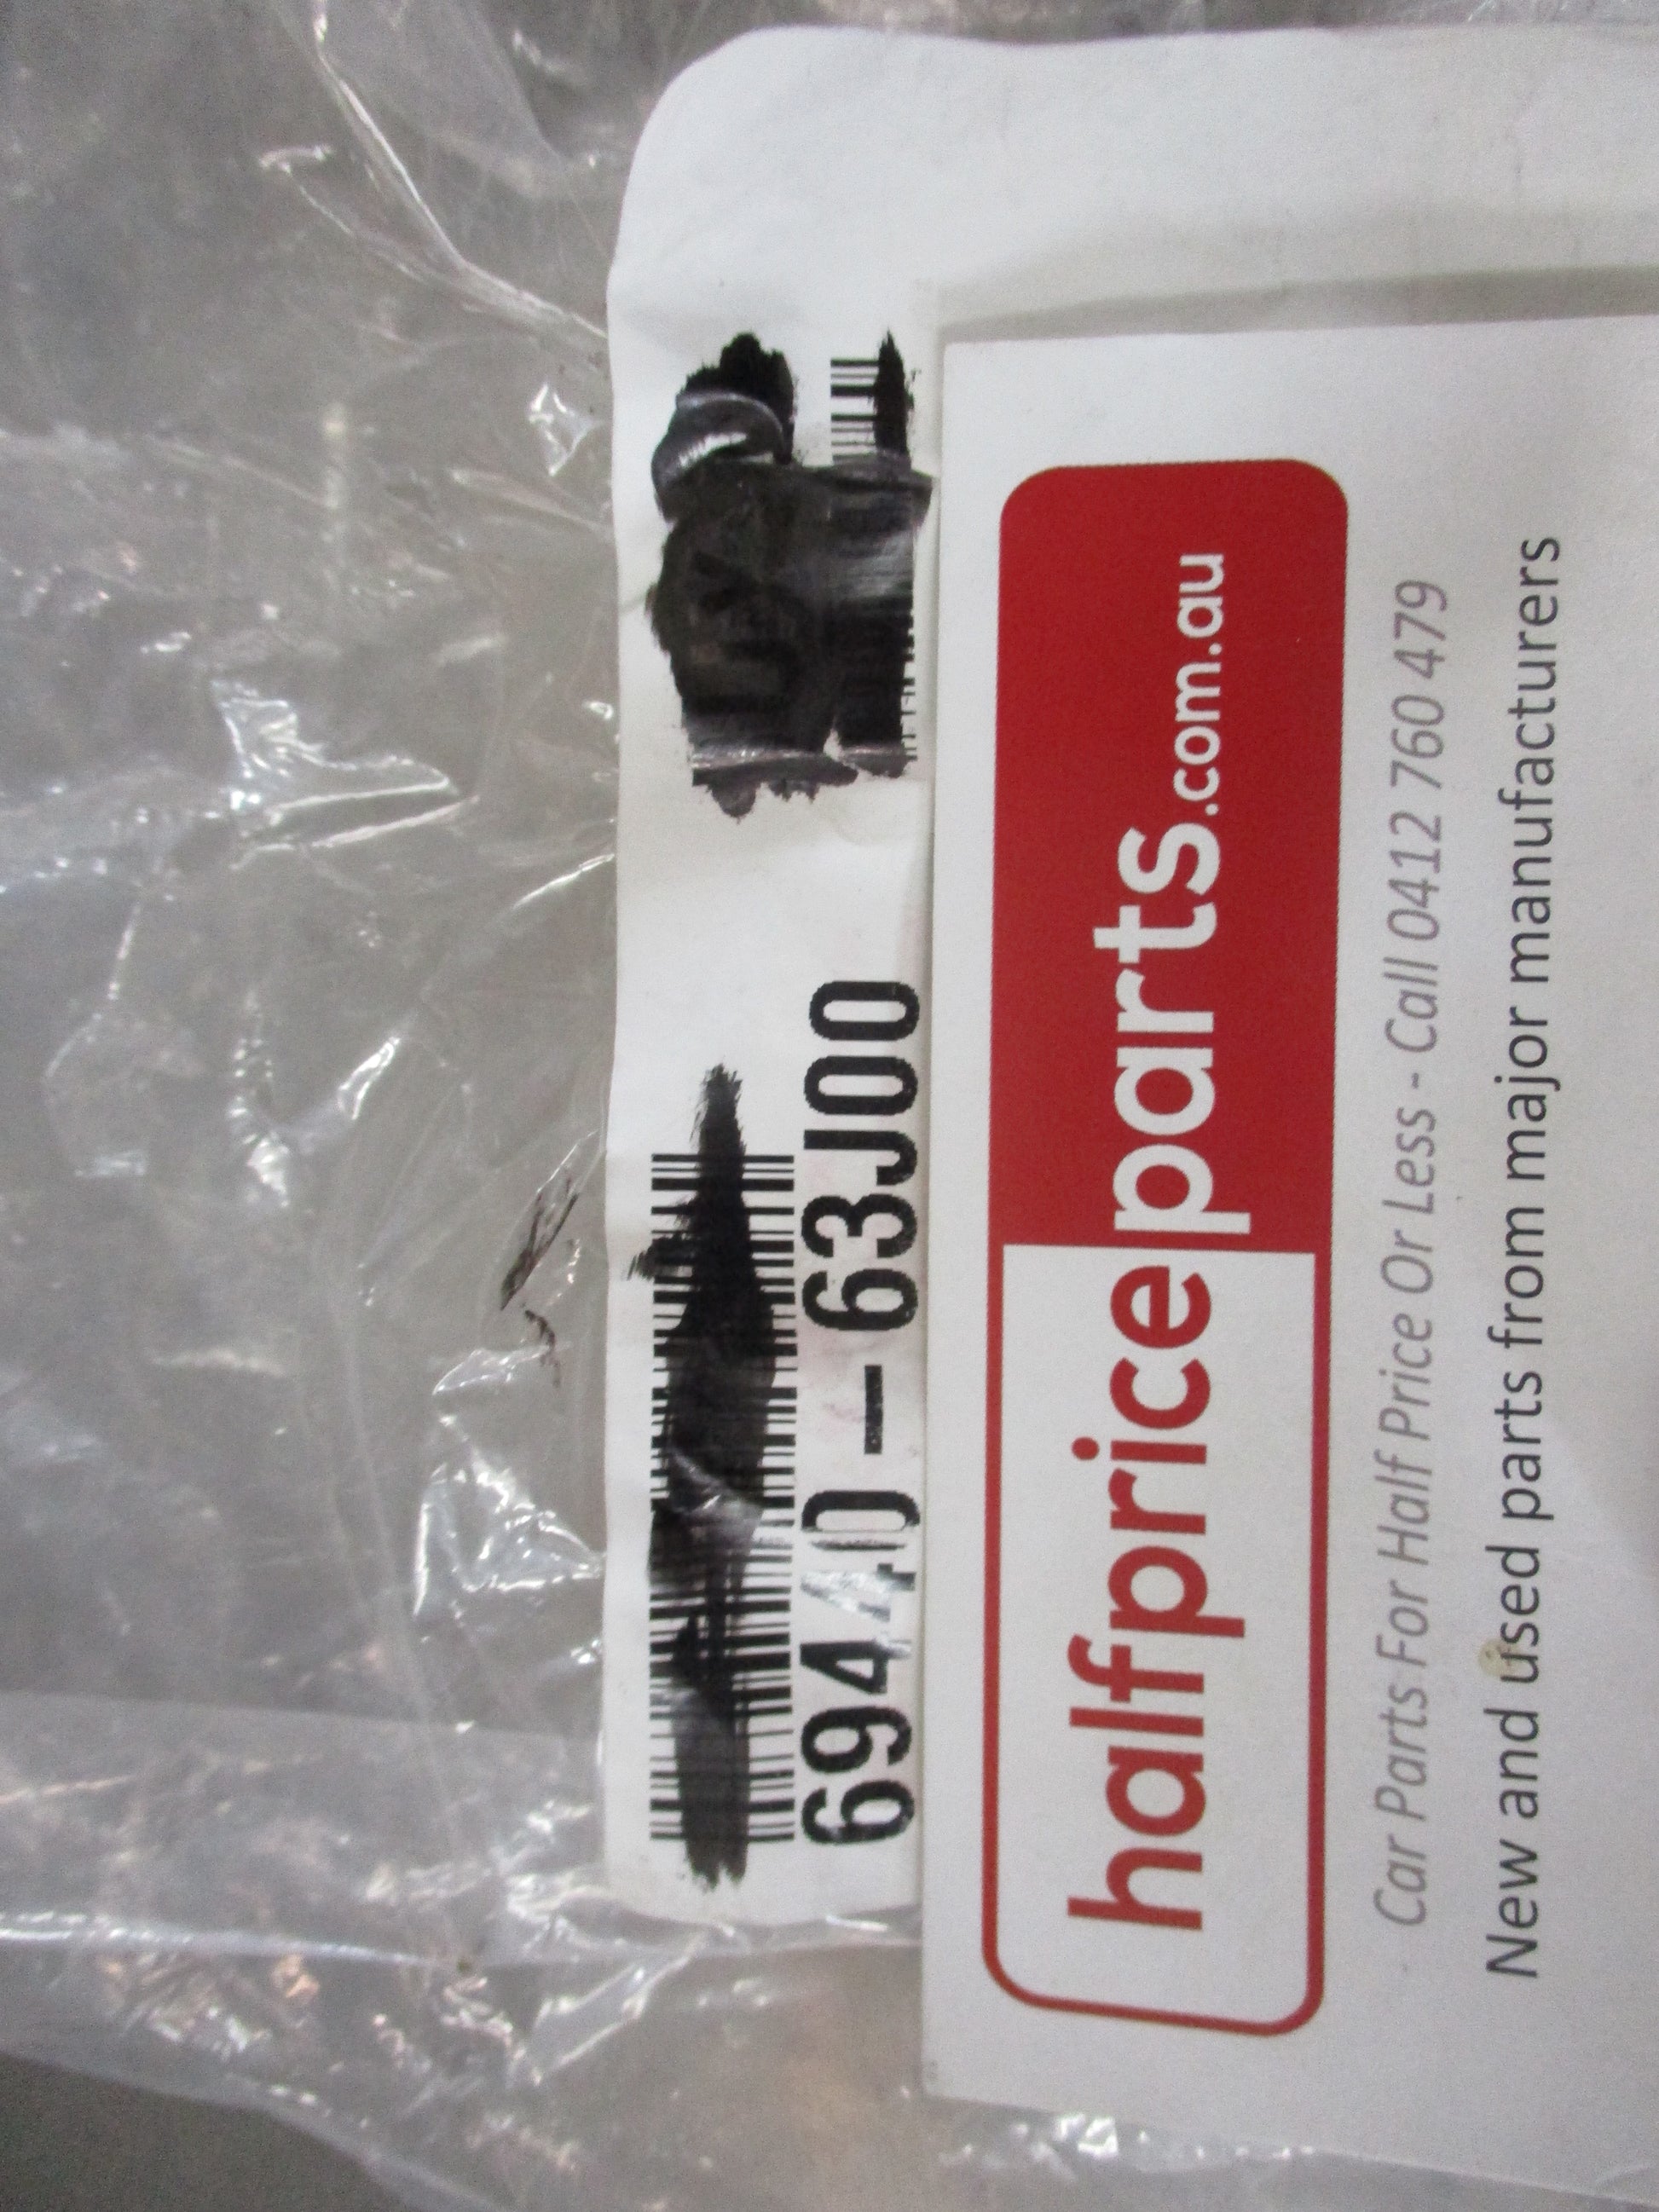 69440-63J00
halfpriceparts.com.au
Car Parts For Half Price Or Less - Call 0412 760 479
New and used parts from major manufacturers